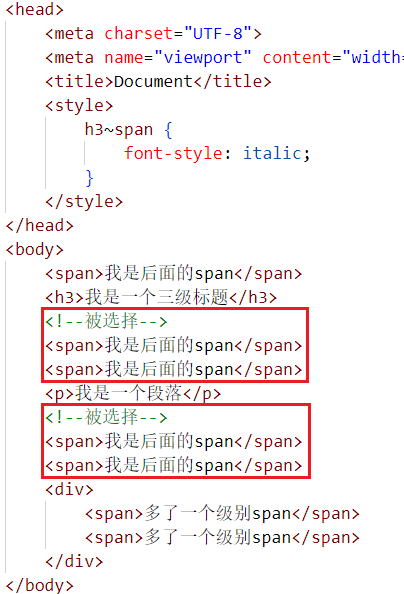 <head>
<meta charset="UTF-8">
<meta name="viewport" content="width=
<title>Document</title>
<style>
h3~span {
font-style: italic;
}
</style>
</head>
<body>
<span>我是后面的span</span>
<h3>我是一个三级标题</h3>
<!--被选择-->
<span>我是后面的span</span>
<span>我是后面的span</span>
<p>我是一个段落</p>
<!--被选择-->
<span>我是后面的span</span>
<span>我是后面的span</span>
<div>
<span>多了一个级别span</span>
<span>多了一个级别span</span>
</div>
</body>